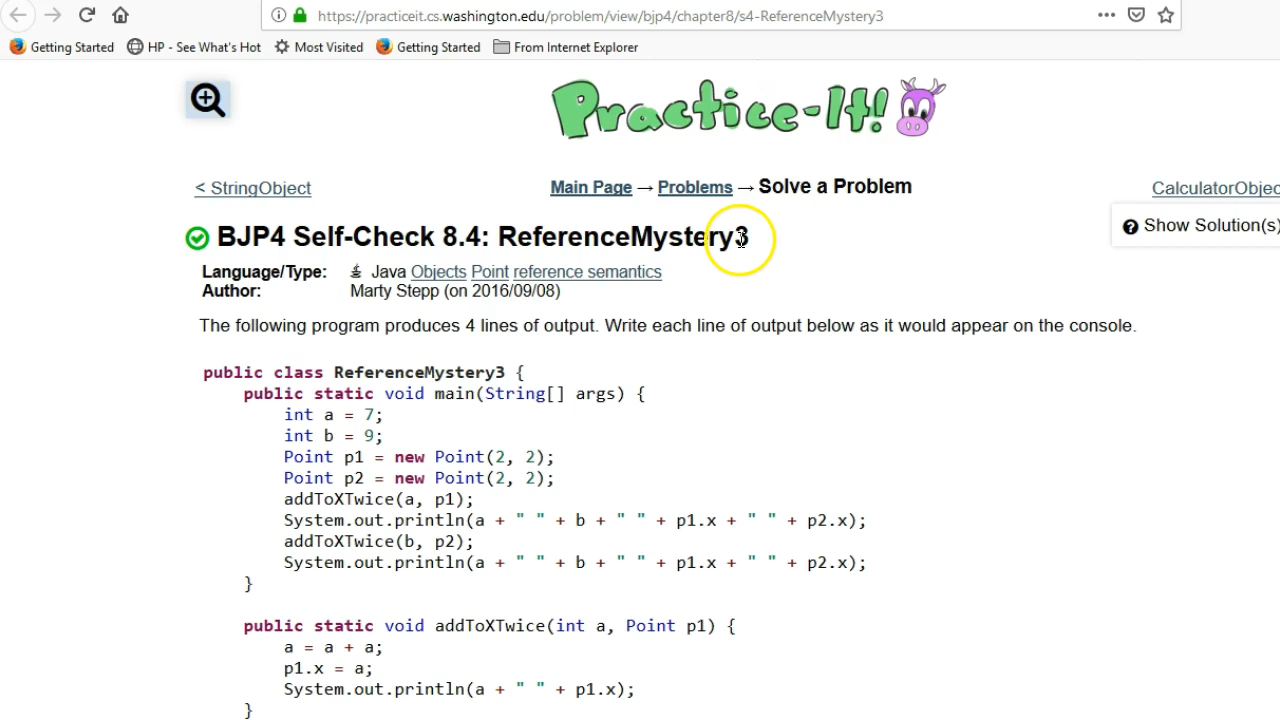 https://practiceit.cs.washington.edu/problem/view/bjp4/chapter8/s4-ReferenceMystery3
Getting Started HP - See What's Hot Most Visited Getting Started From Internet Explorer
Practice-It!
< StringObject Main Page → Problems → Solve a Problem CalculatorObjec
Show Solution(s)
BJP4 Self-Check 8.4: ReferenceMystery3
Language/Type: Java Objects Point reference semantics
Author: Marty Stepp (on 2016/09/08)
The following program produces 4 lines of output. Write each line of output below as it would appear on the console.
public class ReferenceMystery3 {
    public static void main(String[] args) {
        int a = 7;
        int b = 9;
        Point p1 = new Point(2, 2);
        Point p2 = new Point(2, 2);
        addToXTwice(a, p1);
        System.out.println(a + " " + b + " " + p1.x + " " + p2.x);
        addToXTwice(b, p2);
        System.out.println(a + " " + b + " " + p1.x + " " + p2.x);
    }
    public static void addToXTwice(int a, Point p1) {
        a = a + a;
        p1.x = a;
        System.out.println(a + " " + p1.x);
    }